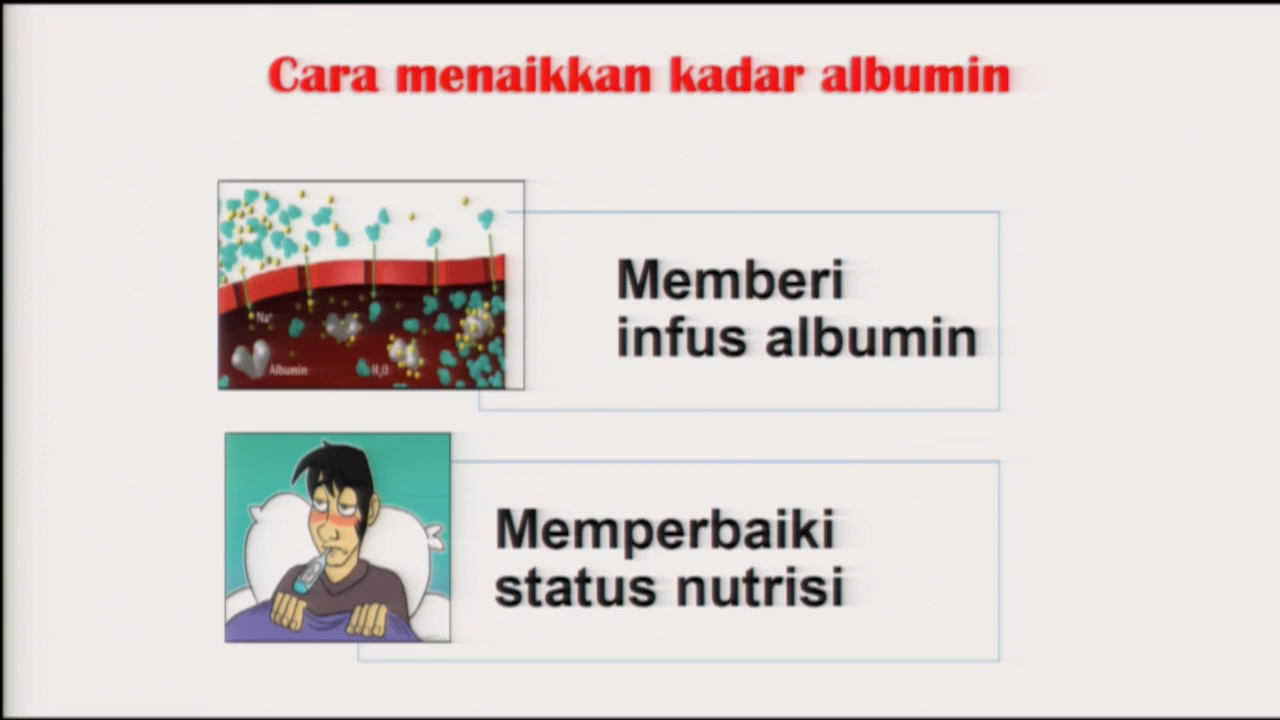 Cara menaikkan kadar albumin
Memberi
infus albumin
Na⁺
Albumin
H₂O
Memperbaiki
status nutrisi